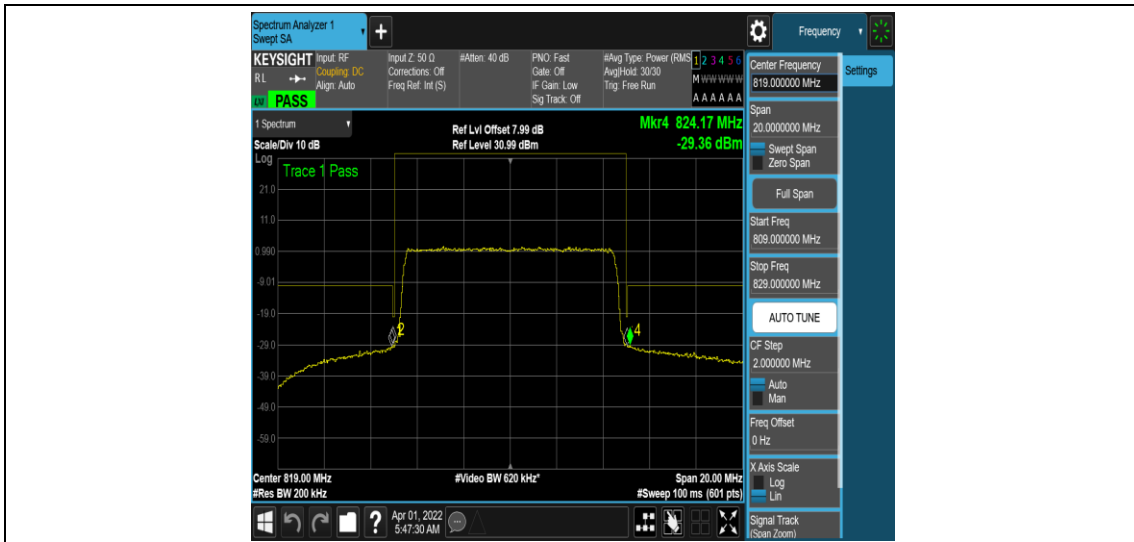 Spectrum Analyzer 1
Swept SA
+
Frequency
KEYSIGHT
RL
LXI
PASS
Input: RF
Coupling: DC
Align: Auto
Input Z: 50 Ω
Corrections: Off
Freq Ref: Int (S)
#Atten: 40 dB
PNO: Fast
Gate: Off
IF Gain: Low
Sig Track: Off
#Avg Type: Power (RMS
Avg|Hold: 30/30
Trig: Free Run
1 2 3 4 5 6
M W W W W W
A A A A A A
1 Spectrum
Scale/Div 10 dB
Ref Lvl Offset 7.99 dB
Ref Level 30.99 dBm
Mkr4 824.17 MHz
-29.36 dBm
Log
Trace 1 Pass
21.0
11.0
0.990
-9.01
-19.0
-29.0
-39.0
-49.0
-59.0
2
4
Center 819.00 MHz
#Res BW 200 kHz
#Video BW 620 kHz*
Span 20.00 MHz
#Sweep 100 ms (601 pts)
?
Apr 01, 2022
5:47:30 AM
Center Frequency
819.000000 MHz
Settings
Span
20.0000000 MHz
Swept Span
Zero Span
Full Span
Start Freq
809.000000 MHz
Stop Freq
829.000000 MHz
AUTO TUNE
CF Step
2.000000 MHz
Auto
Man
Freq Offset
0 Hz
X Axis Scale
Log
Lin
Signal Track
(Span Zoom)